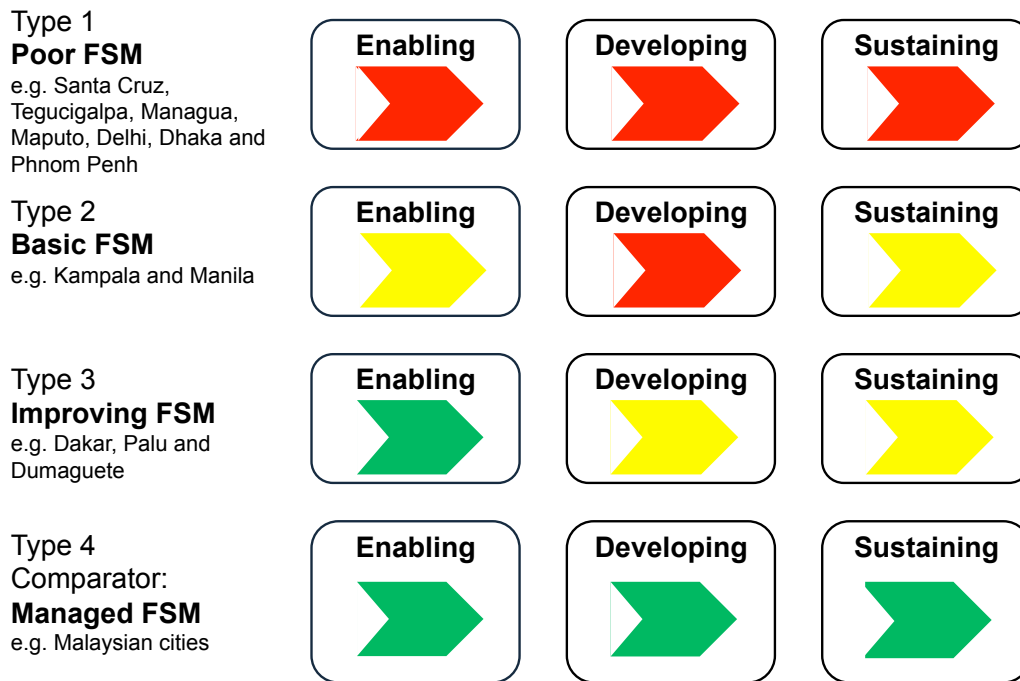 Type 1
Poor FSM
e.g. Santa Cruz,
Tegucigalpa, Managua,
Maputo, Delhi, Dhaka and
Phnom Penh
Enabling
Developing
Sustaining
Type 2
Basic FSM
e.g. Kampala and Manila
Enabling
Developing
Sustaining
Type 3
Improving FSM
e.g. Dakar, Palu and
Dumaguete
Enabling
Developing
Sustaining
Type 4
Comparator:
Managed FSM
e.g. Malaysian cities
Enabling
Developing
Sustaining